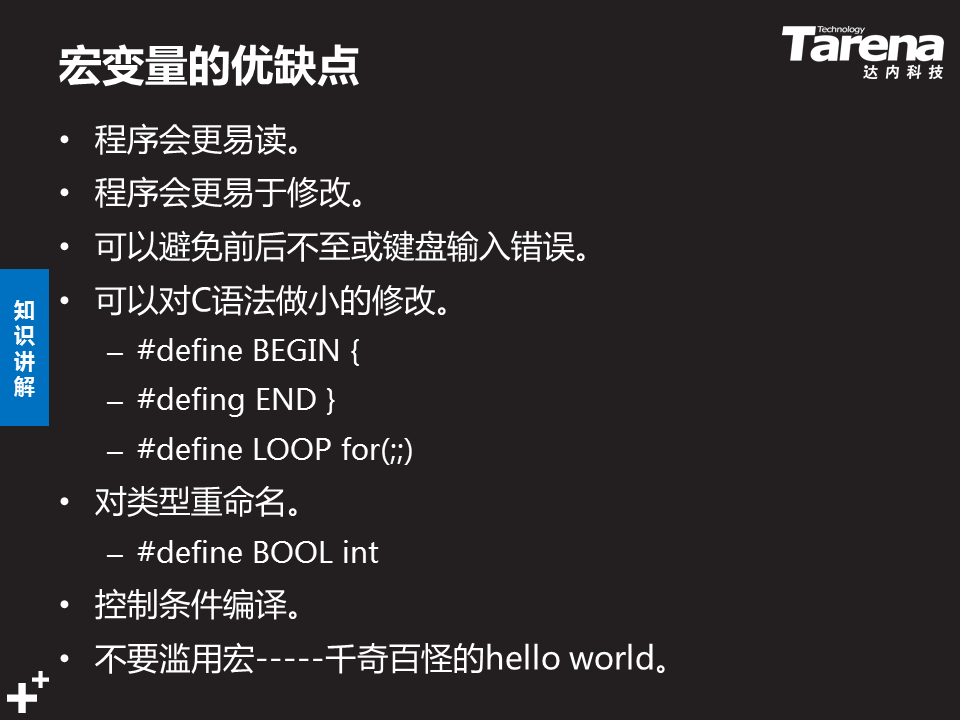 宏变量的优缺点
Technology
Tarena
达内科技
• 程序会更易读。
• 程序会更易于修改。
• 可以避免前后不至或键盘输入错误。
• 可以对C语法做小的修改。
– #define BEGIN {
– #defing END }
– #define LOOP for(;;)
• 对类型重命名。
– #define BOOL int
• 控制条件编译。
• 不要滥用宏-----千奇百怪的hello world。
知
识
讲
解